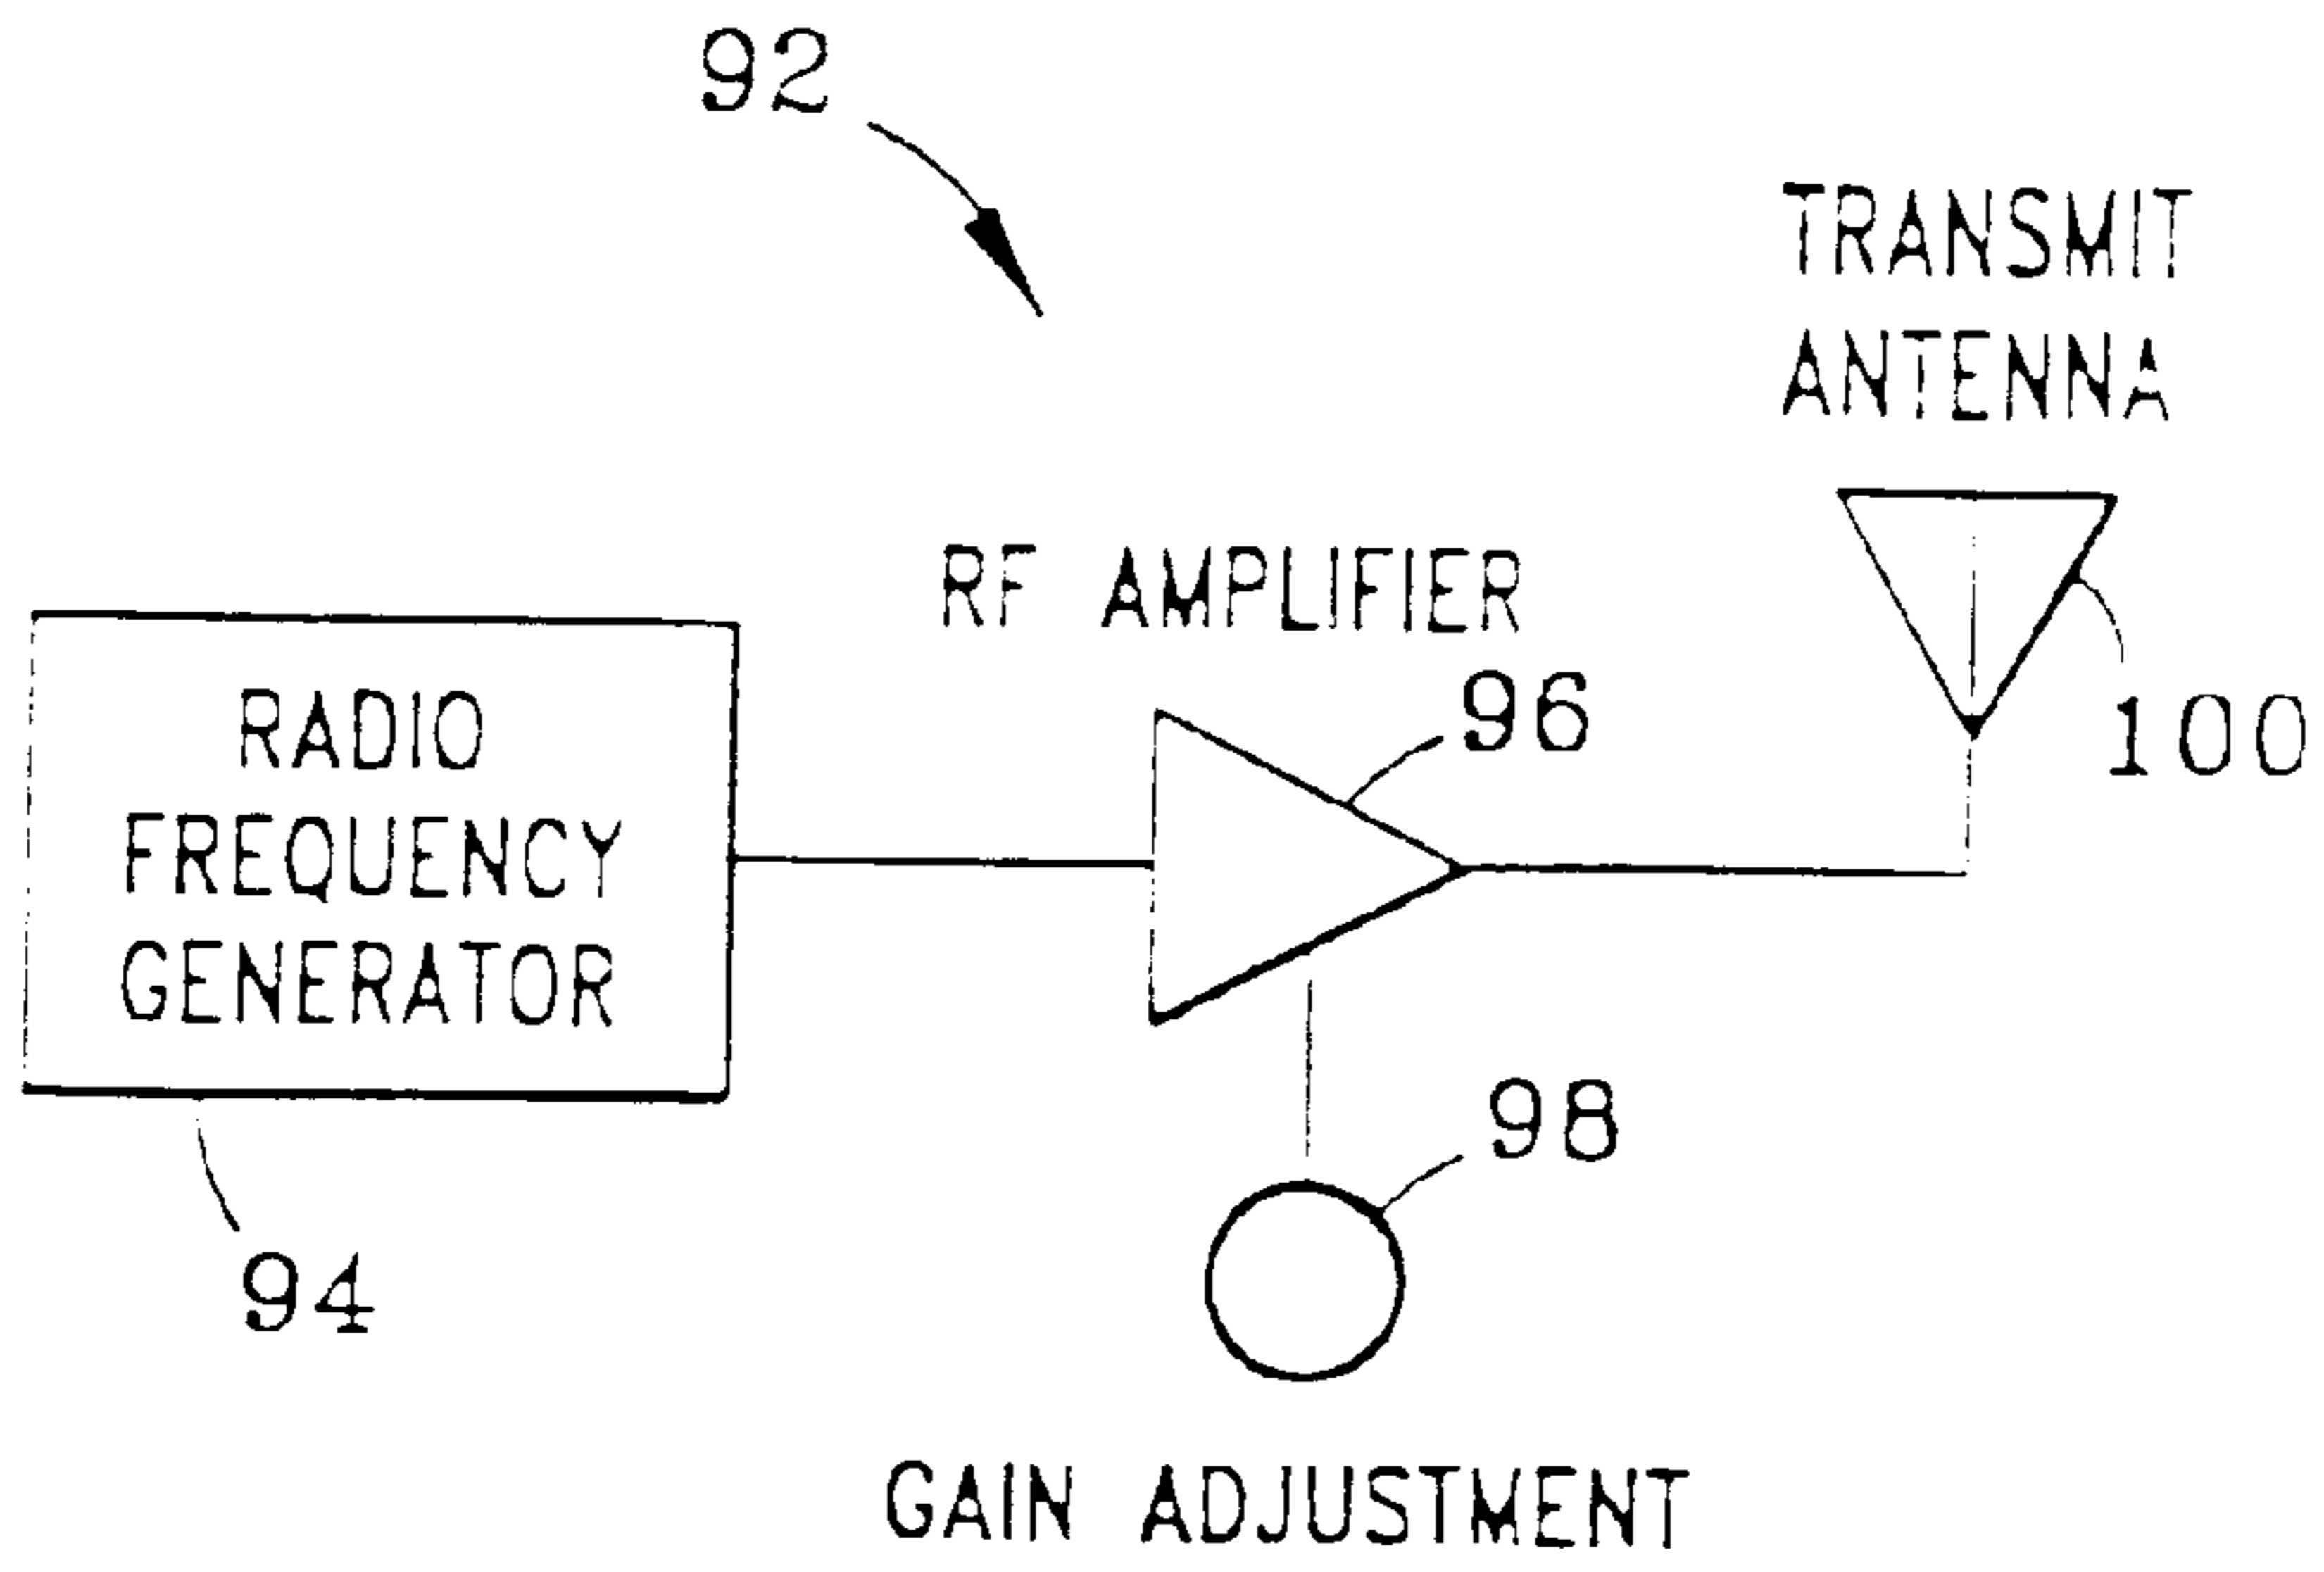 92
TRANSMIT
ANTENNA
RF AMPLIFIER
96
100
RADIO
FREQUENCY
GENERATOR
98
94
GAIN ADJUSTMENT